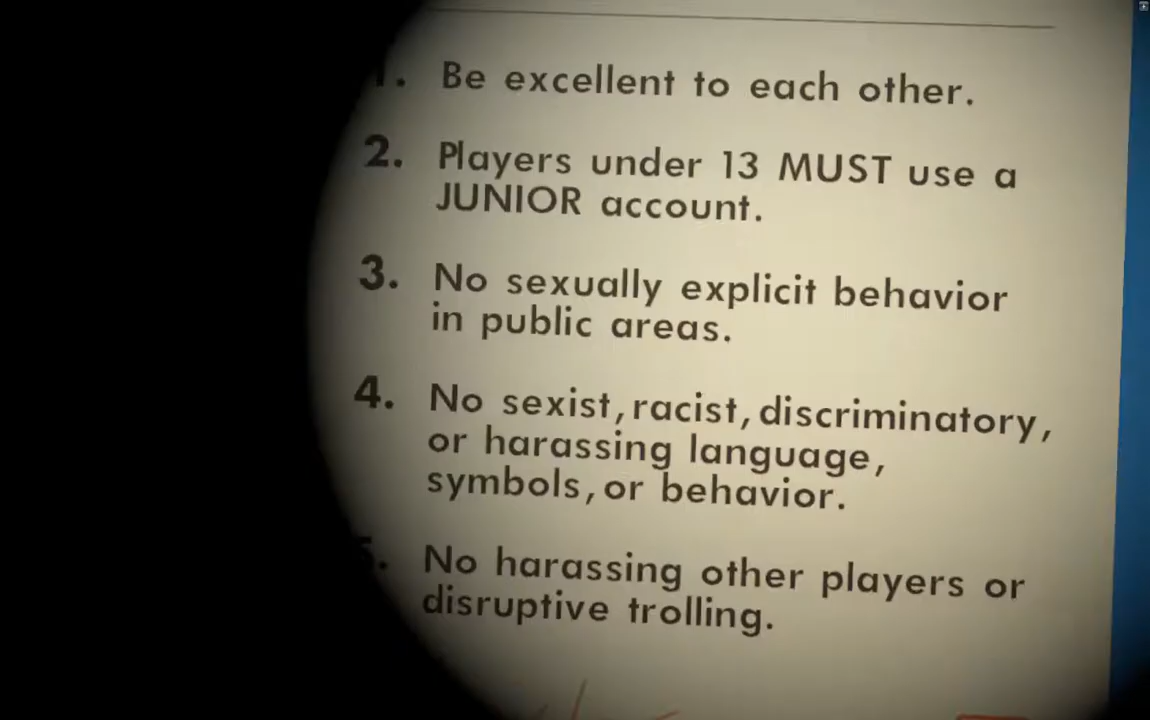 1. Be excellent to each other.
2. Players under 13 MUST use a
JUNIOR account.
3. No sexually explicit behavior
in public areas.
4. No sexist, racist, discriminatory,
or harassing language,
symbols, or behavior.
5. No harassing other players or
disruptive trolling.